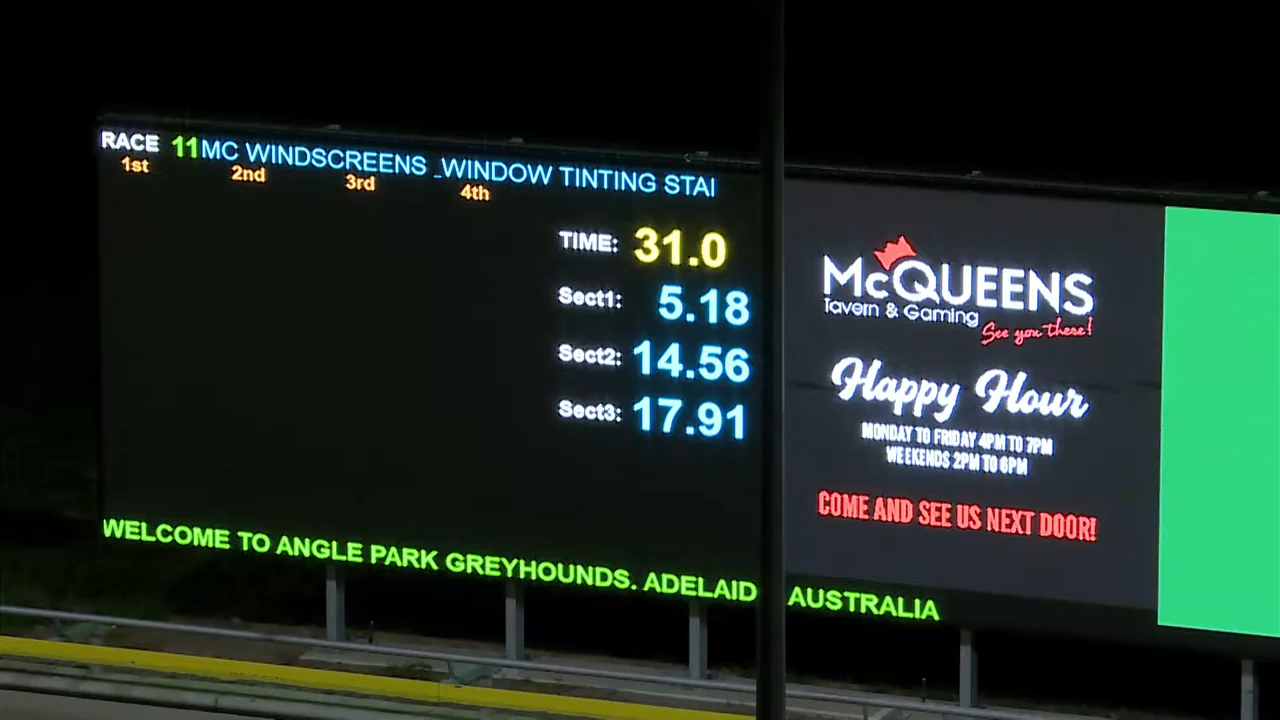 RACE 11MC WINDSCREENS _WINDOW TINTING STAI
1st 2nd 3rd 4th
TIME: 31.0
Sect1: 5.18
Sect2: 14.56
Sect3: 17.91
WELCOME TO ANGLE PARK GREYHOUNDS. ADELAID AUSTRALIA
McQUEENS
Tavern & Gaming
See you there!
Happy Hour
MONDAY TO FRIDAY 4PM TO 7PM
WEEKENDS 2PM TO 6PM
COME AND SEE US NEXT DOOR!